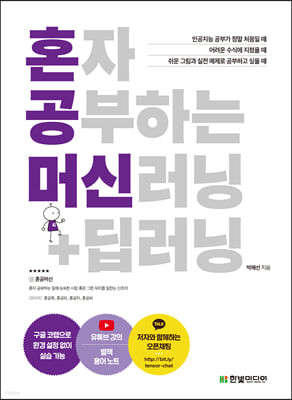 혼자
공부하는
머신러닝
+딥러닝
인공지능 공부가 정말 처음일 때
어려운 수식에 지쳤을 때
쉬운 그림과 실전 예제로 공부하고 싶을 때
박해선 지음
★★★★★
혼공머신
구글 코랩으로
환경 설정 없이
실습 가능
유튜브 강의
별책
용어 노트
TALK
저자와 함께하는
오픈채팅
http://bit.ly/
tensor-chat
한빛미디어